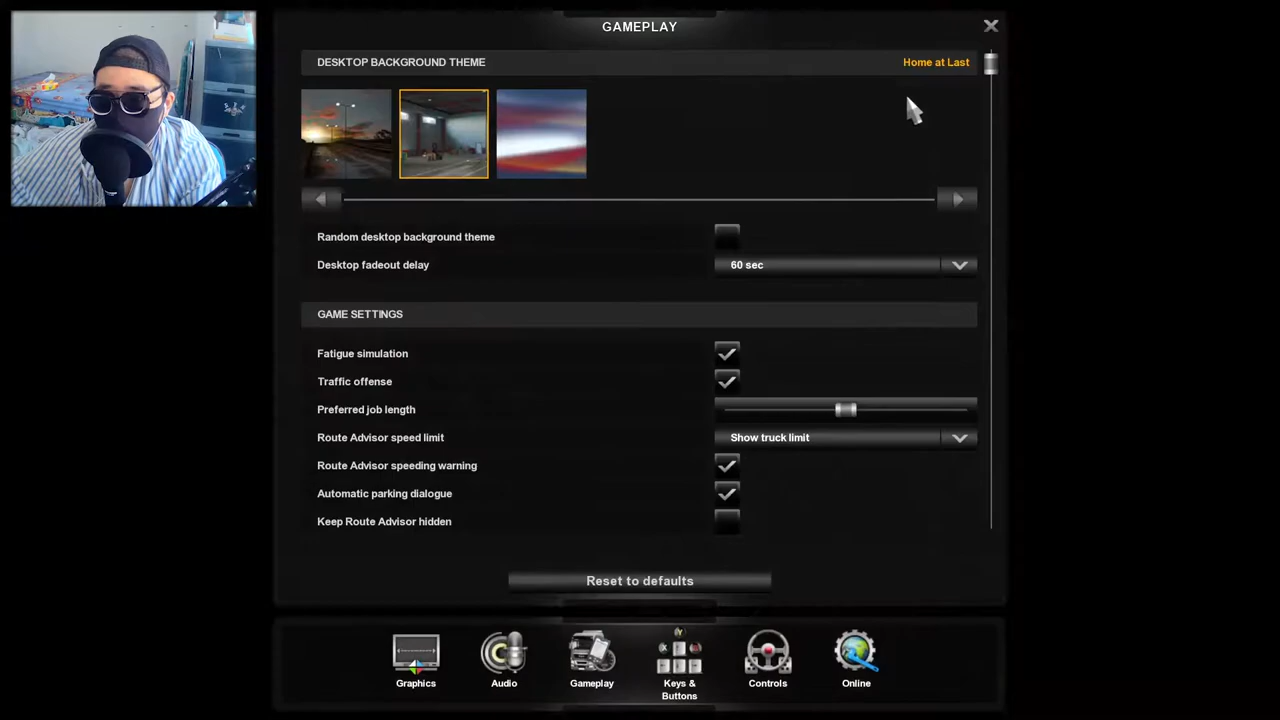 GAMEPLAY
DESKTOP BACKGROUND THEME
Home at Last
Random desktop background theme
Desktop fadeout delay
60 sec
GAME SETTINGS
Fatigue simulation
Traffic offense
Preferred job length
Route Advisor speed limit
Show truck limit
Route Advisor speeding warning
Automatic parking dialogue
Keep Route Advisor hidden
Reset to defaults
Graphics
Audio
Gameplay
Keys &
Buttons
Controls
Online